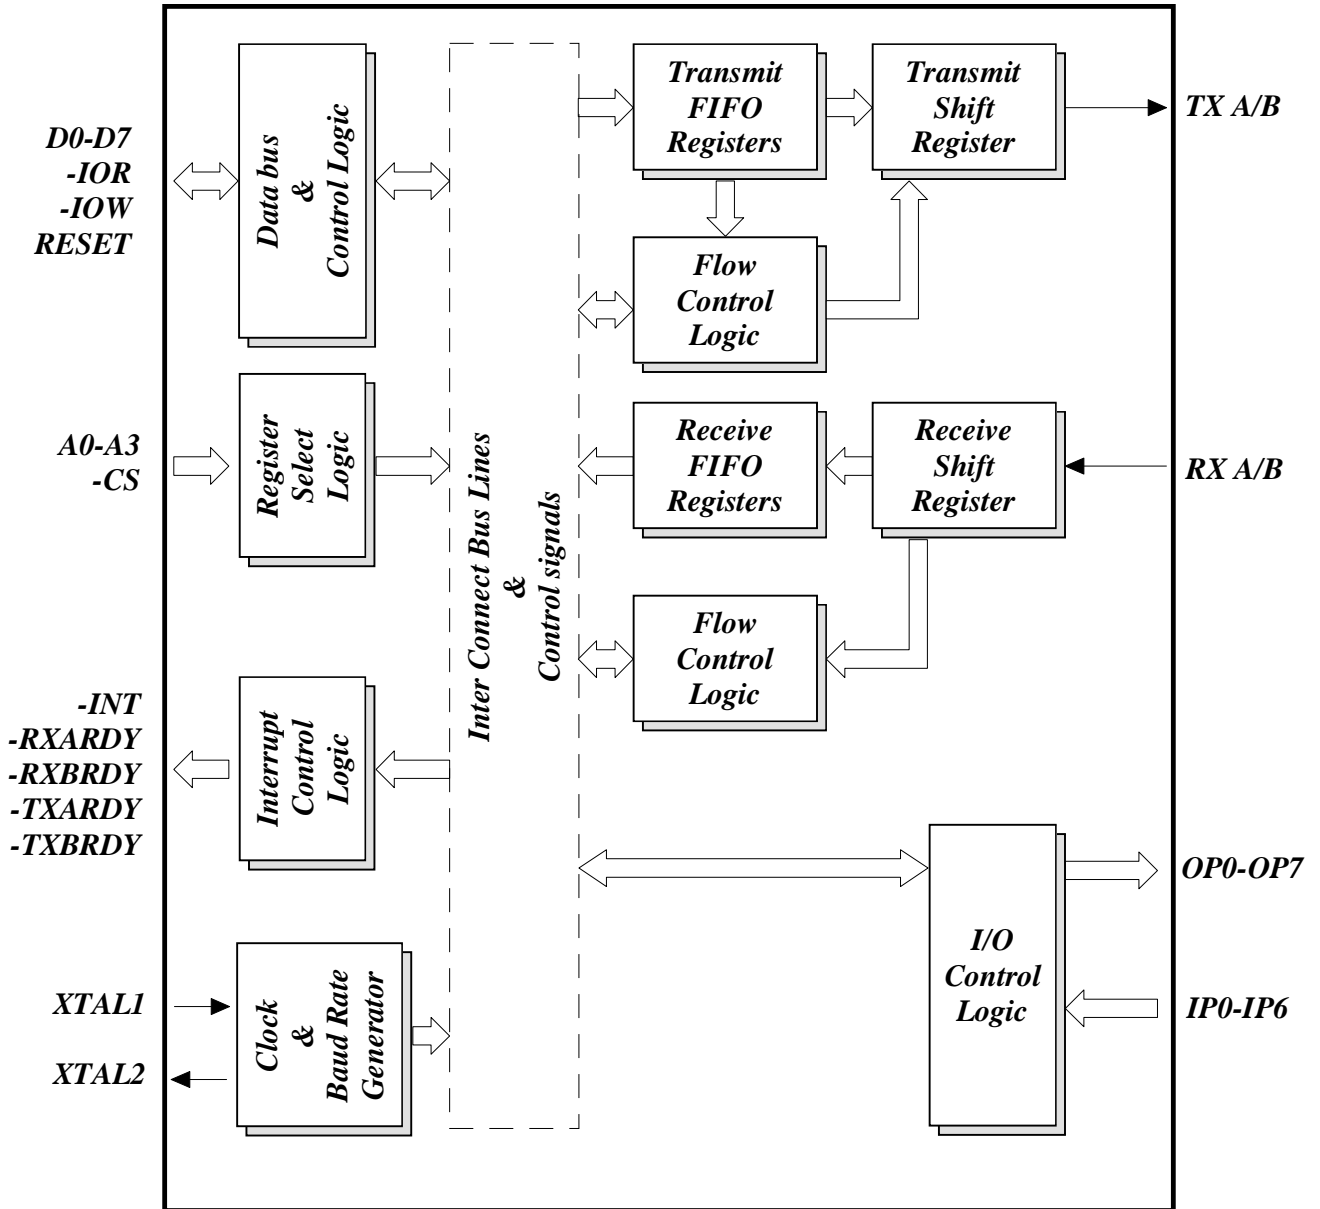 D0-D7
-IOR
-IOW
RESET
A0-A3
-CS
-INT
-RXARDY
-RXBRDY
-TXARDY
-TXBRDY
XTAL1
XTAL2
Data bus
&
Control Logic
Register
Select
Logic
Interrupt
Control
Logic
Clock
&
Baud Rate
Generator
Inter Connect Bus Lines
&
Control signals
Transmit
FIFO
Registers
Transmit
Shift
Register
Flow
Control
Logic
Receive
FIFO
Registers
Receive
Shift
Register
Flow
Control
Logic
I/O
Control
Logic
TX A/B
RX A/B
OP0-OP7
IP0-IP6